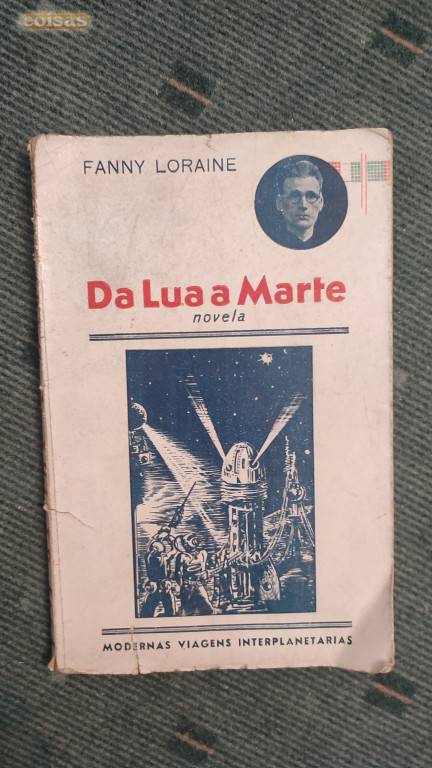 coisas
FANNY LORAINE
Da Lua a Marte
novela
MODERNAS VIAGENS INTERPLANETARIAS